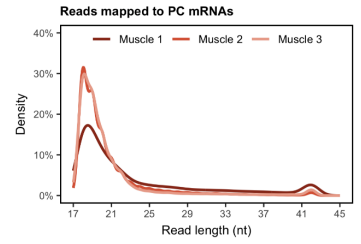 Reads mapped to PC mRNAs
40%
Muscle 1 Muscle 2 Muscle 3
30%
20%
10%
0%
Density
17 21 25 29 33 37 41 45
Read length (nt)